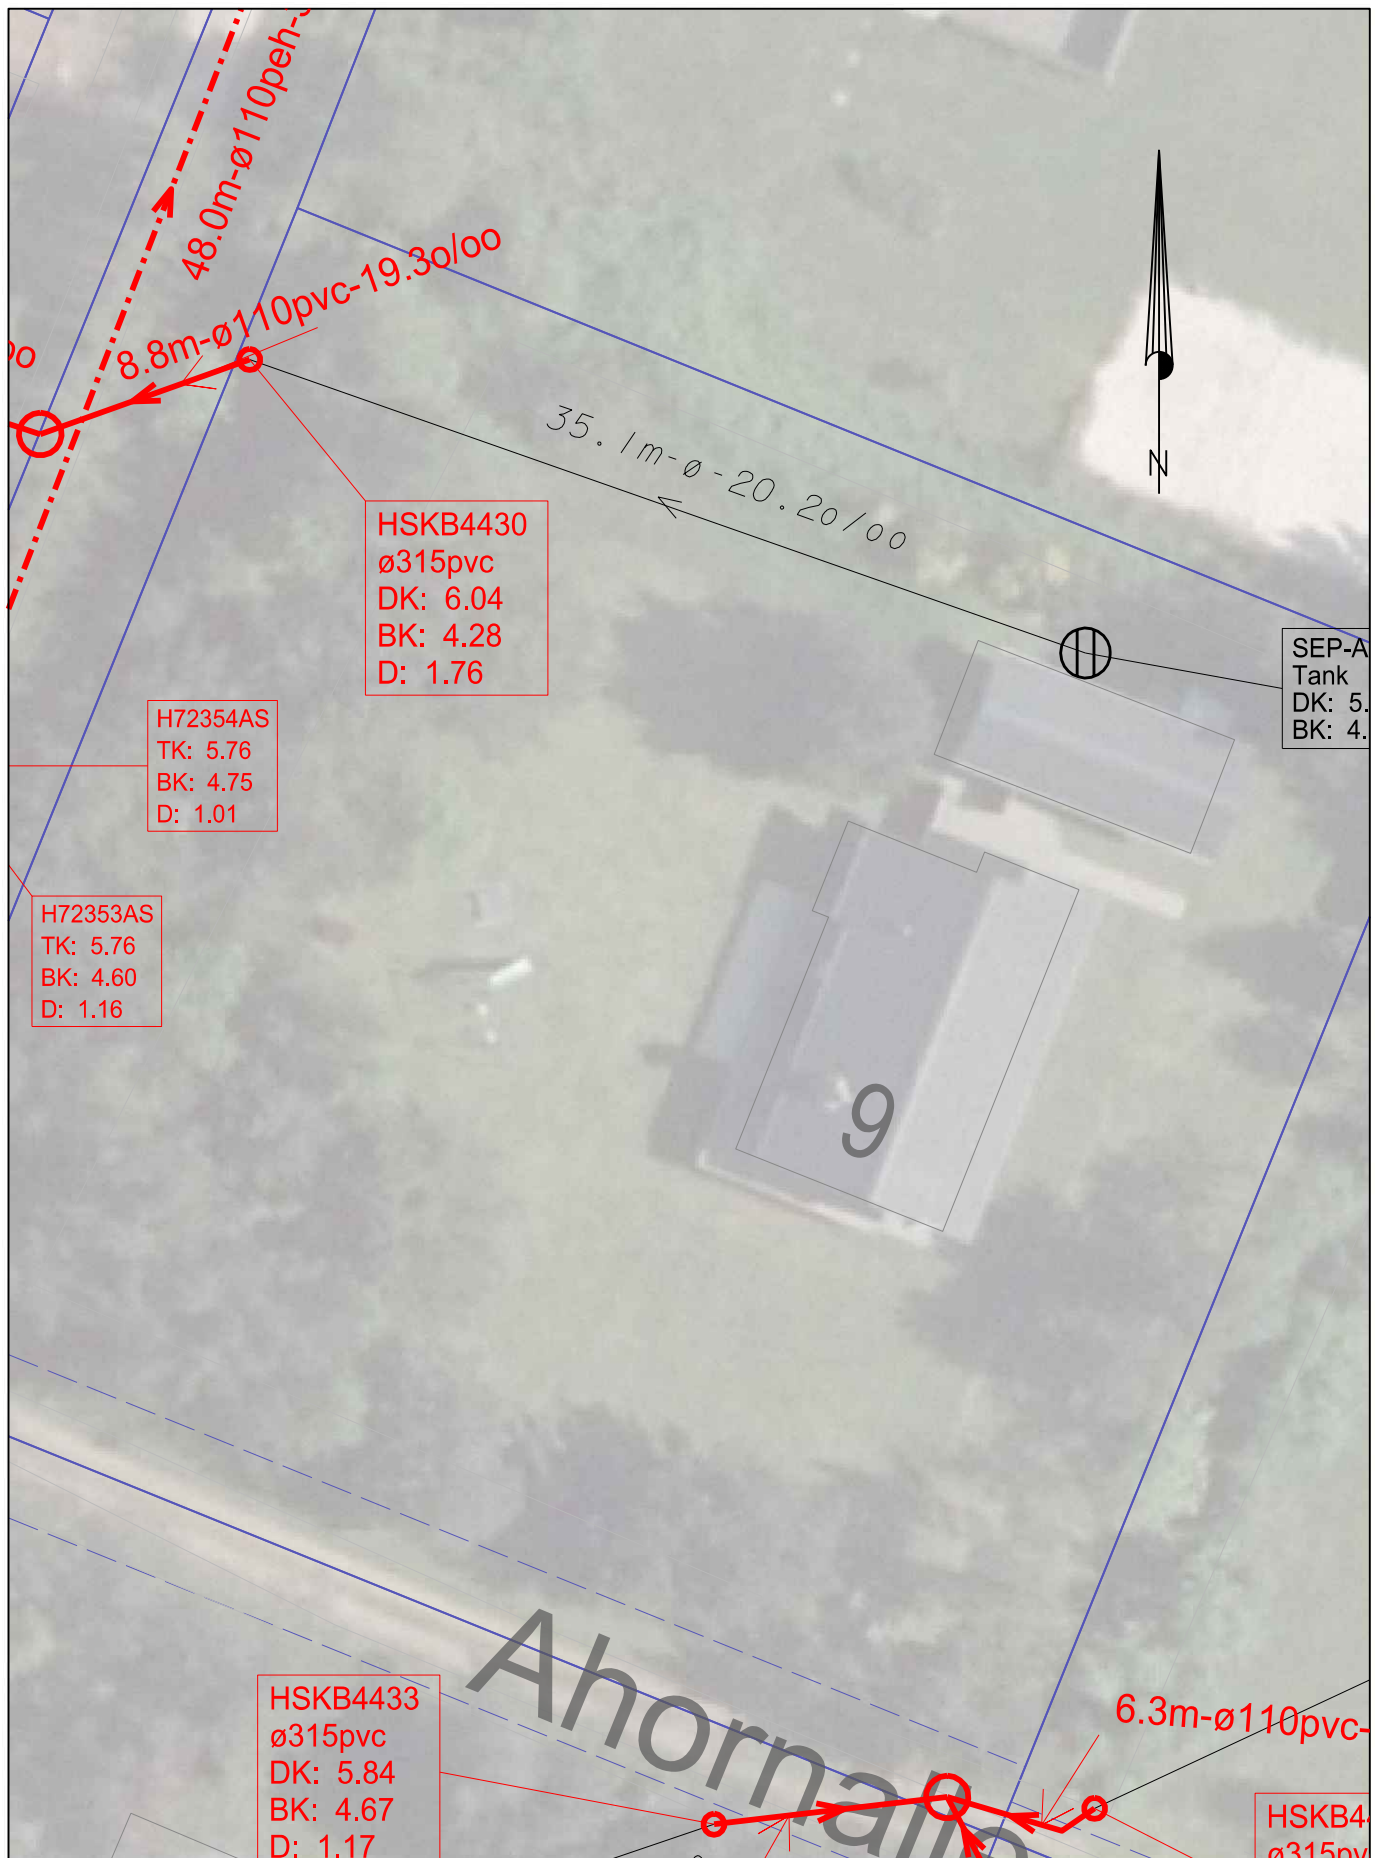 48.0m-ø110peh-
8.8m-ø110pvc-19.3o/oo
35.1m-ø-20.2o/oo
N
HSKB4430
ø315pvc
DK: 6.04
BK: 4.28
D: 1.76
SEP-A
Tank
DK: 5.
BK: 4.
H72354AS
TK: 5.76
BK: 4.75
D: 1.01
H72353AS
TK: 5.76
BK: 4.60
D: 1.16
9
Ahornalle
HSKB4433
ø315pvc
DK: 5.84
BK: 4.67
D: 1.17
6.3m-ø110pvc-
HSKB44
ø315pv